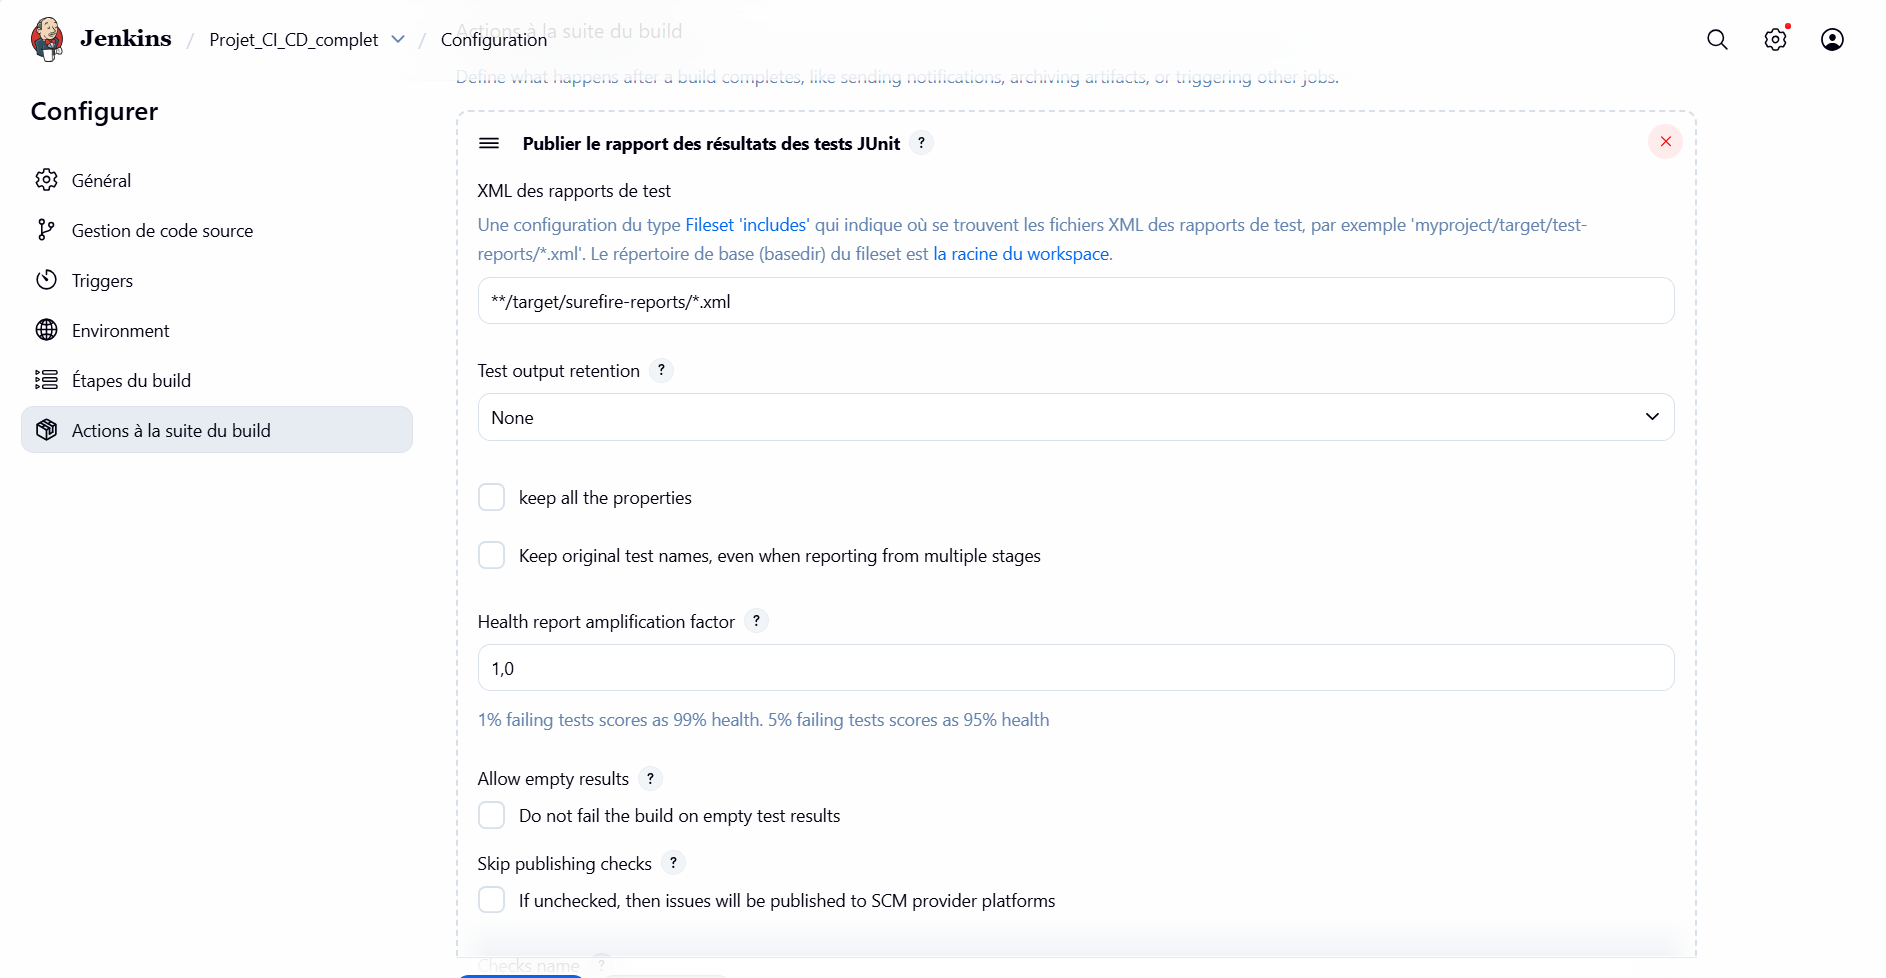 Jenkins / Projet_CI_CD_complet / Configuration
Actions à la suite du build
Define what happens after a build completes, like sending notifications, archiving artifacts, or triggering other jobs.
Configurer
Général
Gestion de code source
Triggers
Environment
Étapes du build
Actions à la suite du build
Publier le rapport des résultats des tests JUnit ?
XML des rapports de test
Une configuration du type Fileset 'includes' qui indique où se trouvent les fichiers XML des rapports de test, par exemple 'myproject/target/test-
reports/*.xml'. Le répertoire de base (basedir) du fileset est la racine du workspace.
**/target/surefire-reports/*.xml
Test output retention ?
None
keep all the properties
Keep original test names, even when reporting from multiple stages
Health report amplification factor ?
1,0
1% failing tests scores as 99% health. 5% failing tests scores as 95% health
Allow empty results ?
Do not fail the build on empty test results
Skip publishing checks ?
If unchecked, then issues will be published to SCM provider platforms
Checks name ?